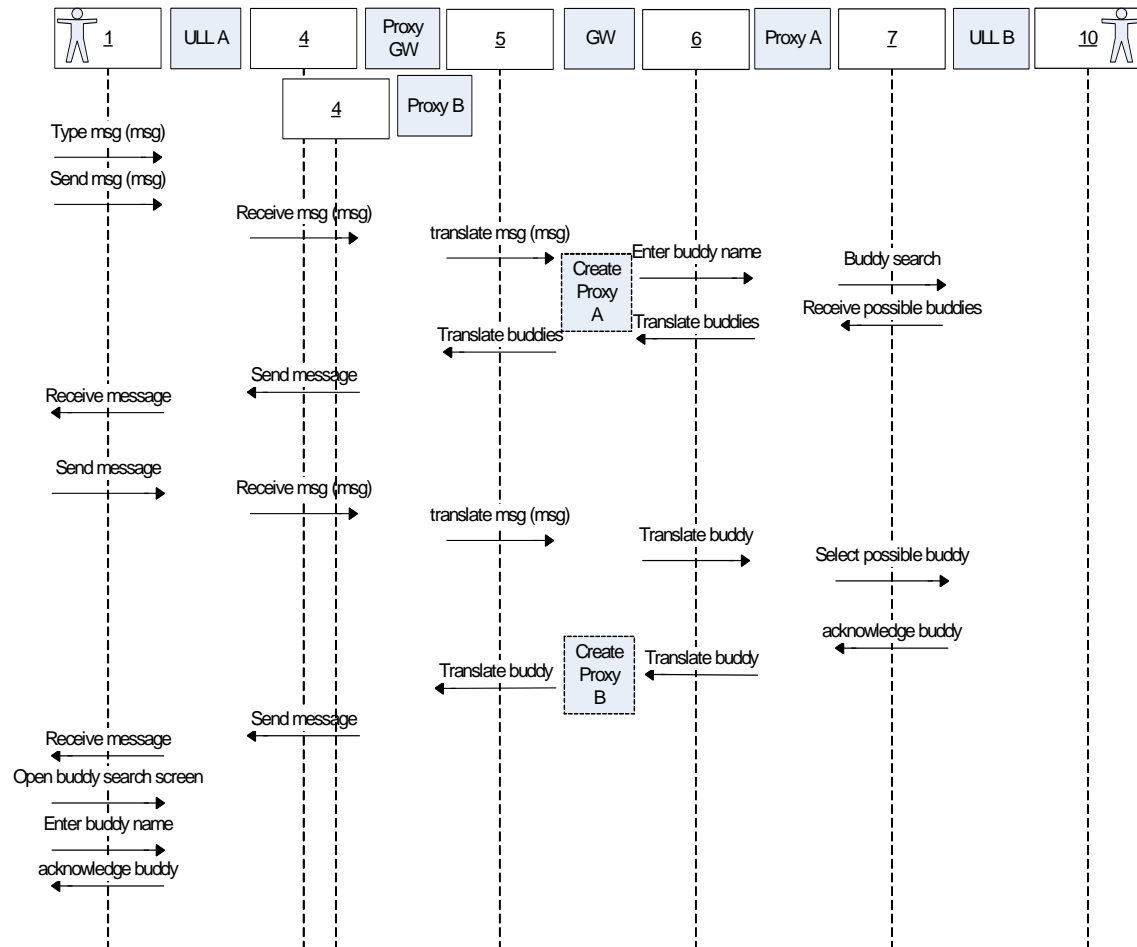 1
ULL A
4
Proxy
GW
5
GW
6
Proxy A
7
ULL B
10
4
Proxy B
Type msg (msg)
Send msg (msg)
Receive msg (msg)
translate msg (msg)
Enter buddy name
Buddy search
Create
Proxy
A
Receive possible buddies
Translate buddies
Translate buddies
Send message
Receive message
Send message
Receive msg (msg)
translate msg (msg)
Translate buddy
Select possible buddy
acknowledge buddy
Create
Proxy
B
Translate buddy
Translate buddy
Send message
Receive message
Open buddy search screen
Enter buddy name
acknowledge buddy